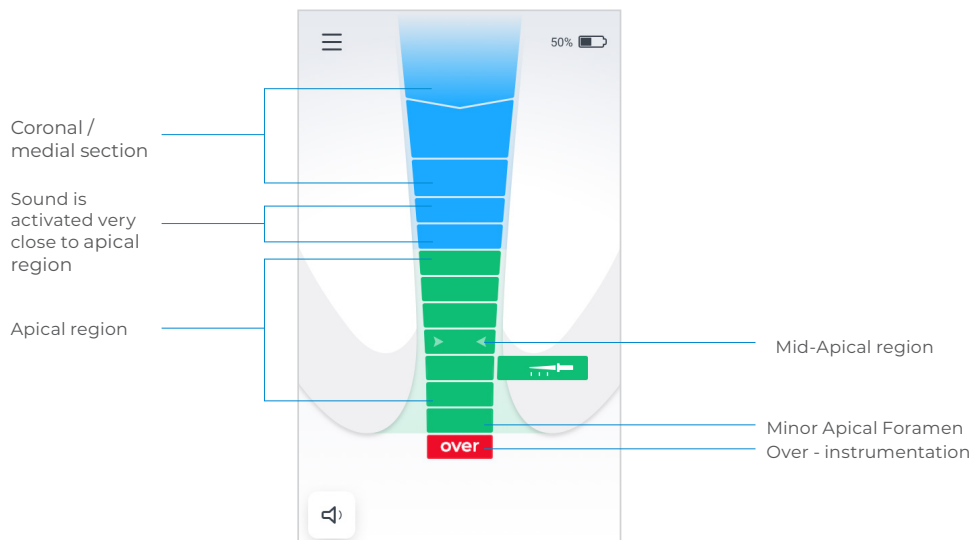 50%
Coronal /
medial section
Sound is
activated very
close to apical
region
Apical region
Mid-Apical region
Minor Apical Foramen
Over - instrumentation
over